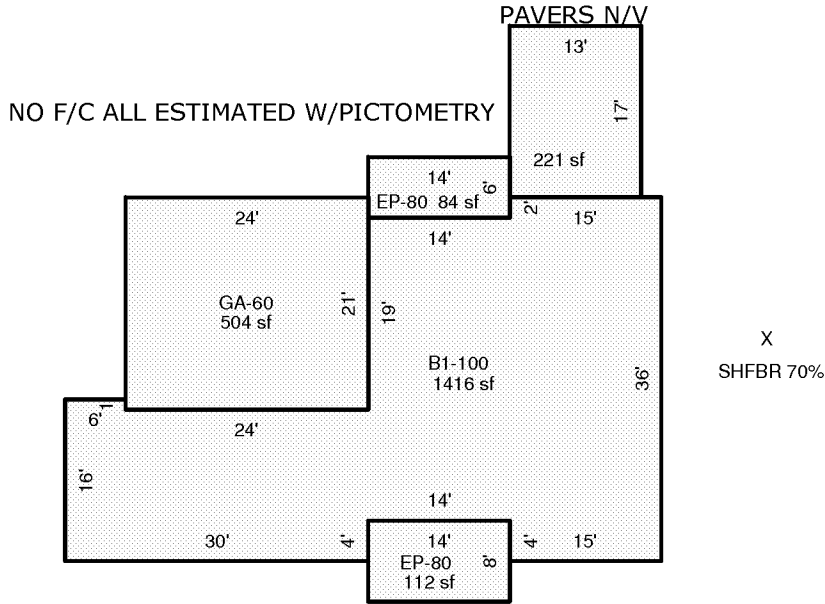 PAVERS N/V
13'
NO F/C ALL ESTIMATED W/PICTOMETRY
17'
221 sf
14'
6'
EP-80 84 sf
24'
2'
15'
14'
GA-60
504 sf
21'
19'
B1-100
1416 sf
36'
X
SHFBR 70%
6'
1'
24'
16'
14'
30'
4'
14'
EP-80
112 sf
8'
4'
15'